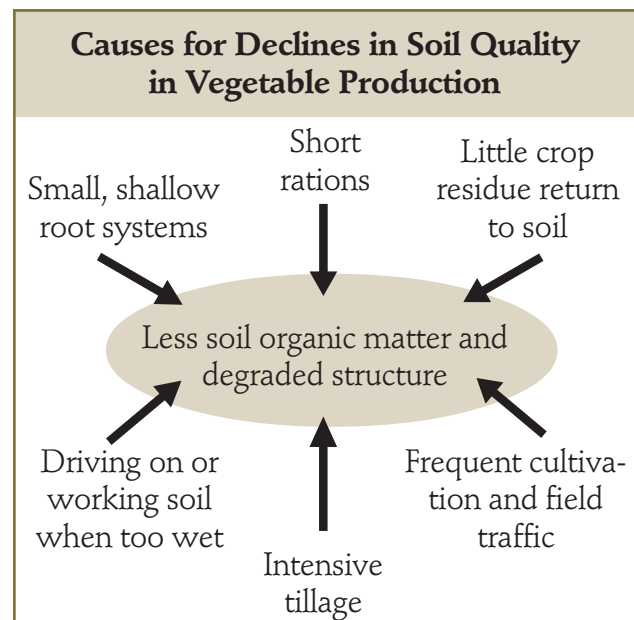 Causes for Declines in Soil Quality
in Vegetable Production
Short
rations
Little crop
residue return
to soil
Small, shallow
root systems
Less soil organic matter and
degraded structure
Driving on or
working soil
when too wet
Intensive
tillage
Frequent cultiva-
tion and field
traffic